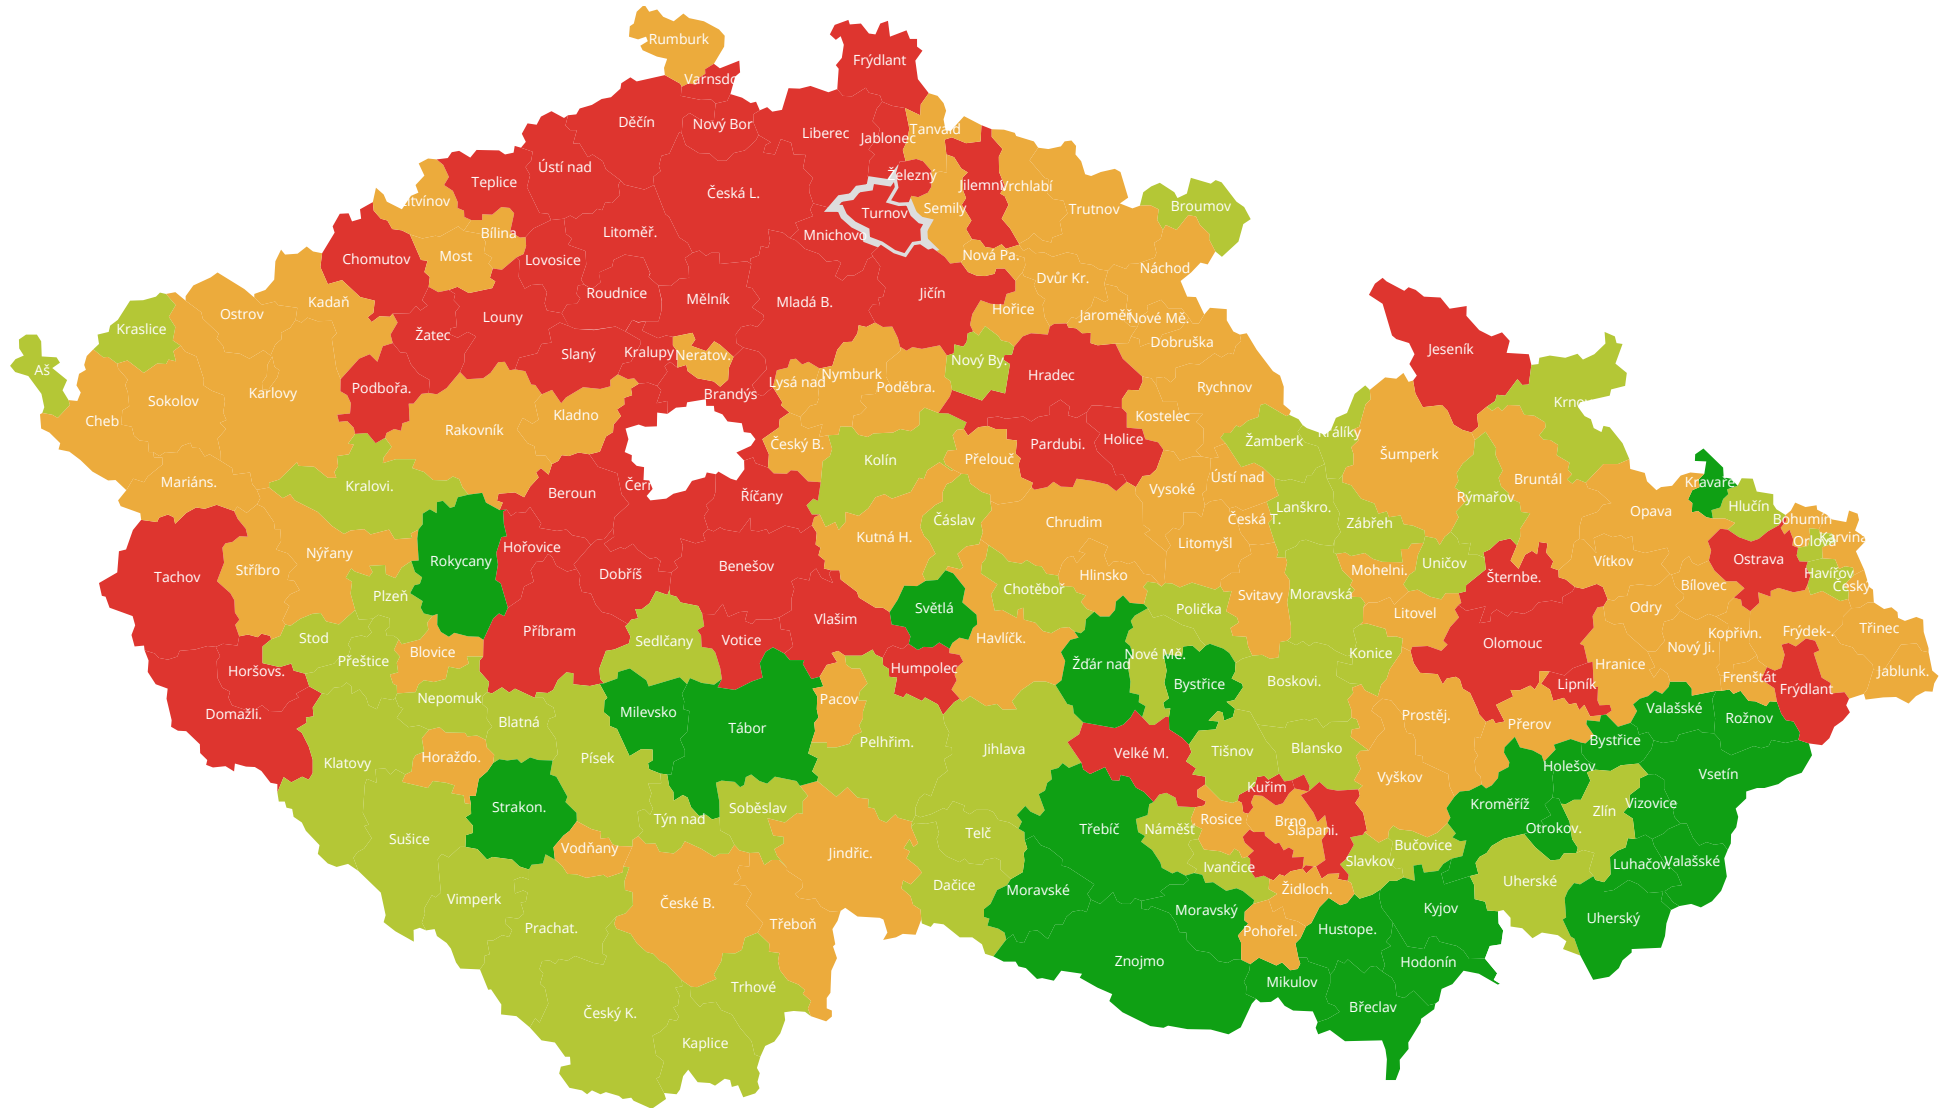 Rumburk
Frýdlant
Varnsdo
Děčín
Nový Bor
Liberec
Jablonec
Tanvald
Ústí nad
Teplice
Česká L.
Železný
Jilemni
Vrchlabí
Litvínov
Turnov
Semily
Trutnov
Broumov
Bílina
Litoměř.
Mnichovo
Most
Chomutov
Lovosice
Nová Pa.
Náchod
Dvůr Kr.
Roudnice
Mělník
Mladá B.
Jičín
Kadaň
Ostrov
Louny
Hořice
Jaroměř
Nové Mě.
Kraslice
Žatec
Dobruška
Jeseník
Slaný
Kralupy
Neratov.
Nový By.
Aš
Podbořa.
Lysá nad
Nymburk
Poděbra.
Hradec
Rychnov
Karlovy
Brandýs
Sokolov
Cheb
Kladno
Kostelec
Krnov
Rakovník
Český B.
Pardubi.
Holice
Žamberk
Králíky
Šumperk
Kolín
Přelouč
Mariáns.
Kralovi.
Beroun
Čern
Říčany
Vysoké
Ústí nad
Bruntál
Kravaře
Rýmařov
Lanškro.
Hlučín
Opava
Čáslav
Chrudim
Česká T.
Zábřeh
Bohumín
Kutná H.
Litomyšl
Orlová
Karviná
Nýřany
Hořovice
Rokycany
Benešov
Uničov
Vítkov
Ostrava
Stříbro
Tachov
Dobříš
Hlinsko
Mohelni.
Šternbe.
Havířov
Český
Plzeň
Chotěboř
Svitavy
Moravská
Bílovec
Světlá
Polička
Litovel
Odry
Vlašim
Příbram
Stod
Sedlčany
Votice
Havlíčk.
Olomouc
Kopřivn.
Frýdek-.
Třinec
Blovice
Přeštice
Nový Ji.
Konice
Nové Mě.
Humpolec
Žďár nad
Hranice
Horšovs.
Jablunk.
Frenštát
Boskovi.
Bystřice
Lipník
Frýdlant
Nepomuk
Pacov
Milevsko
Domažli.
Blatná
Tábor
Valašské
Rožnov
Prostěj.
Přerov
Bystřice
Pelhřim.
Jihlava
Velké M.
Tišnov
Blansko
Horažďo.
Písek
Klatovy
Holešov
Vsetín
Vyškov
Kuřim
Strakon.
Soběslav
Kroměříž
Vizovice
Zlín
Týn nad
Rosice
Brno
Třebíč
Náměšť
Šlapani.
Otrokov.
Telč
Sušice
Vodňany
Bučovice
Jindřic.
Slavkov
Ivančice
Luhačov.
Valašské
Dačice
Moravské
Židloch.
Uherské
Vimperk
České B.
Moravský
Kyjov
Uherský
Třeboň
Prachat.
Pohořel.
Hustope.
Znojmo
Hodonín
Mikulov
Trhové
Břeclav
Český K.
Kaplice